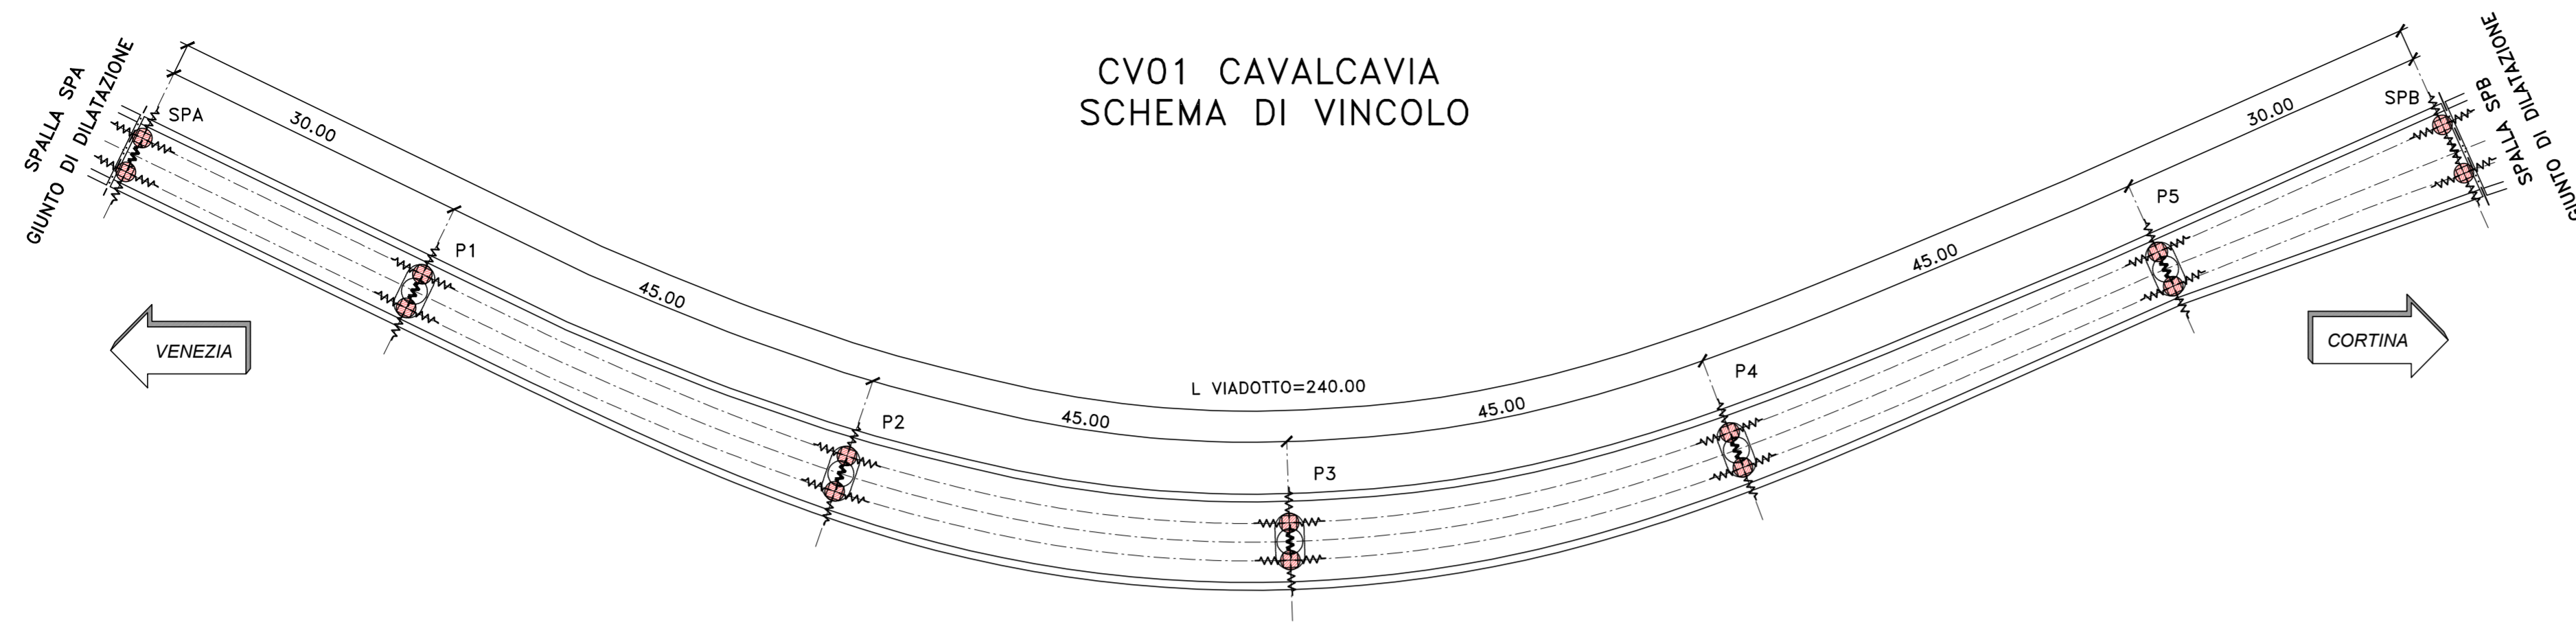 CV01 CAVALCAVIA
SCHEMA DI VINCOLO
SPALLA SPA
GIUNTO DI DILATAZIONE
SPA
30.00
P1
45.00
P2
45.00
L VIADOTTO=240.00
P3
45.00
P4
45.00
P5
30.00
SPB
SPALLA SPB
GIUNTO DI DILATAZIONE
VENEZIA
CORTINA